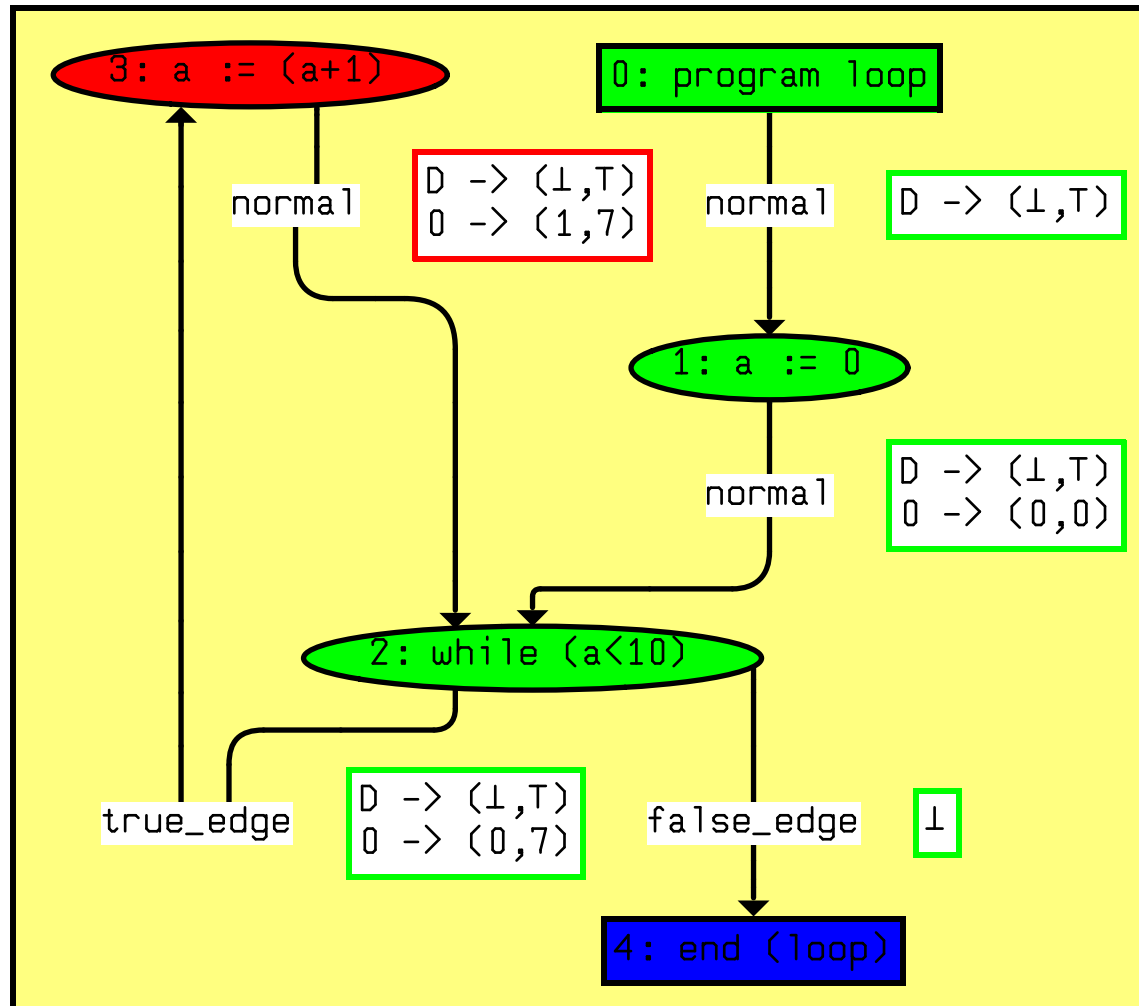 3: a := (a+1)
0: program loop
normal
D -> (⊥,T)
0 -> (1,7)
normal
D -> (⊥,T)
1: a := 0
normal
D -> (⊥,T)
0 -> (0,0)
2: while (a<10)
true_edge
D -> (⊥,T)
0 -> (0,7)
false_edge
⊥
4: end (loop)